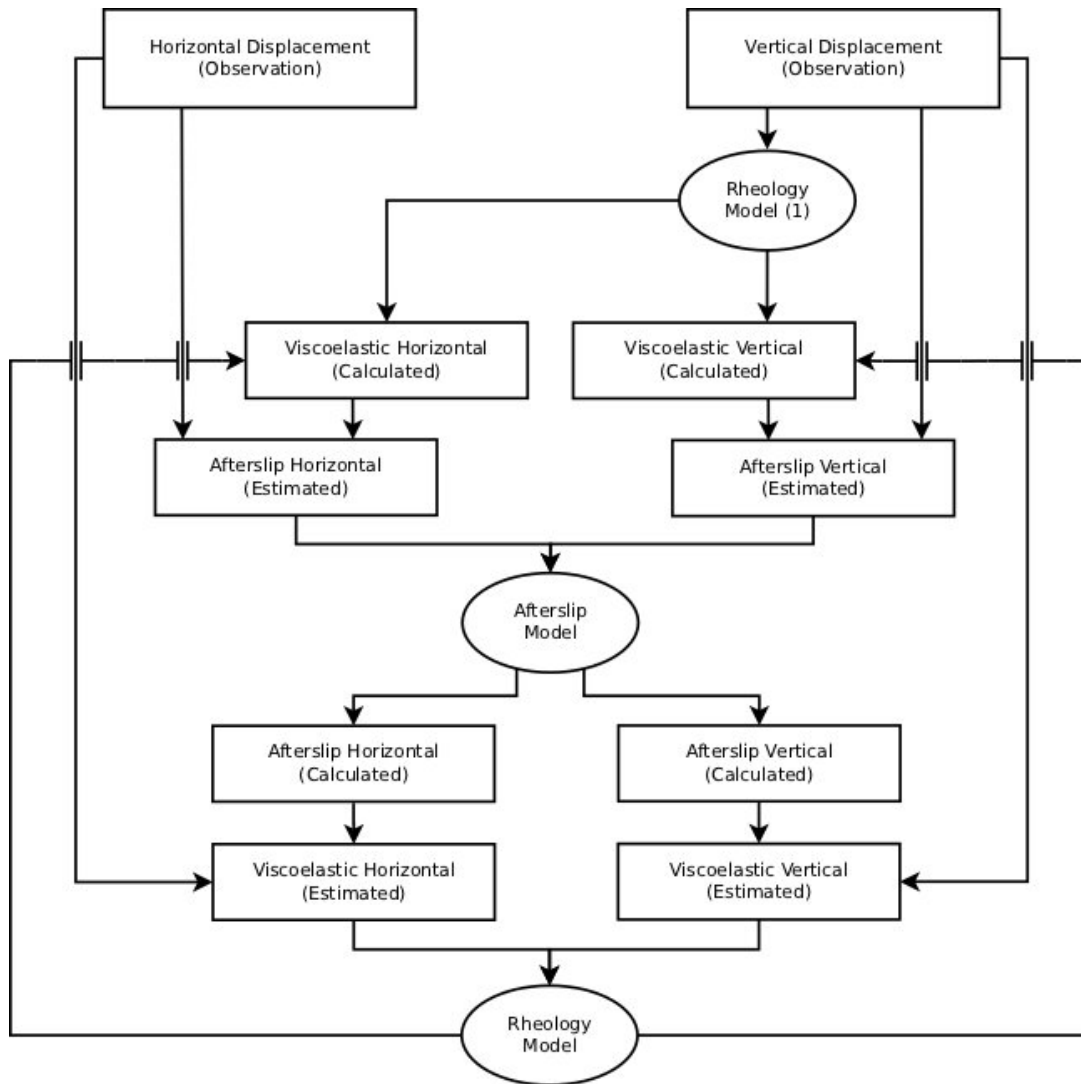 Horizontal Displacement
(Observation)
Vertical Displacement
(Observation)
Rheology
Model (1)
Viscoelastic Horizontal
(Calculated)
Viscoelastic Vertical
(Calculated)
Afterslip Horizontal
(Estimated)
Afterslip Vertical
(Estimated)
Afterslip
Model
Afterslip Horizontal
(Calculated)
Afterslip Vertical
(Calculated)
Viscoelastic Horizontal
(Estimated)
Viscoelastic Vertical
(Estimated)
Rheology
Model